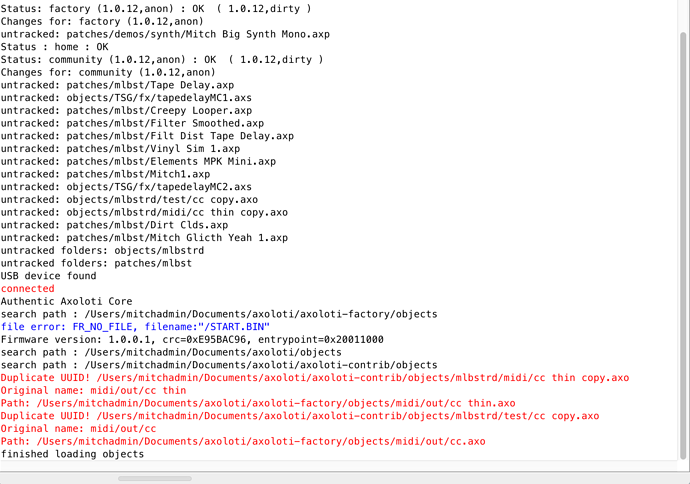 Status: factory (1.0.12,anon) : OK  ( 1.0.12,dirty )
Changes for: factory (1.0.12,anon)
untracked: patches/demos/synth/Mitch Big Synth Mono.axp
Status : home : OK
Status: community (1.0.12,anon) : OK  ( 1.0.12,dirty )
Changes for: community (1.0.12,anon)
untracked: patches/mlbst/Tape Delay.axp
untracked: objects/TSG/fx/tapedelayMC1.axs
untracked: patches/mlbst/Creepy Looper.axp
untracked: patches/mlbst/Filter Smoothed.axp
untracked: patches/mlbst/Filt Dist Tape Delay.axp
untracked: patches/mlbst/Vinyl Sim 1.axp
untracked: patches/mlbst/Elements MPK Mini.axp
untracked: patches/mlbst/Mitch1.axp
untracked: objects/TSG/fx/tapedelayMC2.axs
untracked: objects/mlbstrd/test/cc copy.axo
untracked: objects/mlbstrd/midi/cc thin copy.axo
untracked: patches/mlbst/Dirt Clds.axp
untracked: patches/mlbst/Mitch Glicth Yeah 1.axp
untracked folders: objects/mlbstrd
untracked folders: patches/mlbst
USB device found
connected
Authentic Axoloti Core
search path : /Users/mitchadmin/Documents/axoloti/axoloti-factory/objects
file error: FR_NO_FILE, filename:"/START.BIN"
Firmware version: 1.0.0.1, crc=0xE95BAC96, entrypoint=0x20011000
search path : /Users/mitchadmin/Documents/axoloti/objects
search path : /Users/mitchadmin/Documents/axoloti/axoloti-contrib/objects
Duplicate UUID! /Users/mitchadmin/Documents/axoloti/axoloti-contrib/objects/mlbstrd/midi/cc thin copy.axo
Original name: midi/out/cc thin
Path: /Users/mitchadmin/Documents/axoloti/axoloti-factory/objects/midi/out/cc thin.axo
Duplicate UUID! /Users/mitchadmin/Documents/axoloti/axoloti-contrib/objects/mlbstrd/test/cc copy.axo
Original name: midi/out/cc
Path: /Users/mitchadmin/Documents/axoloti/axoloti-factory/objects/midi/out/cc.axo
finished loading objects